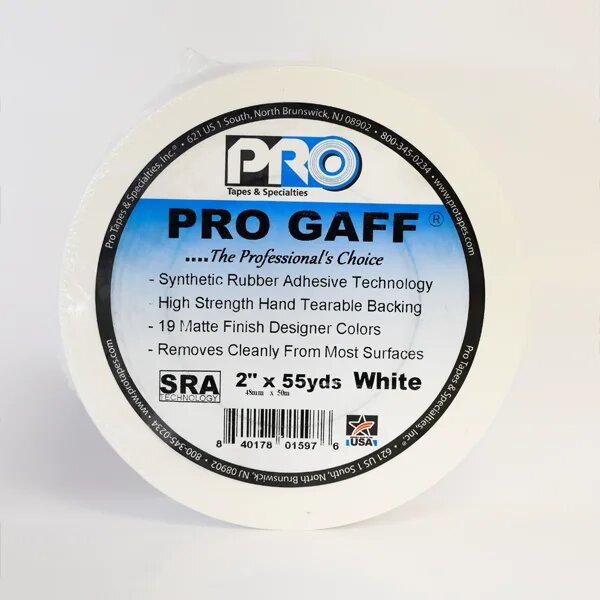 Pro Tapes & Specialties, Inc.® • 621 US 1 South, North Brunswick, NJ 08902 • 800-345-0234 • www.protapes.com
PRO
Tapes & Specialties
PRO GAFF®
....The Professional's Choice
- Synthetic Rubber Adhesive Technology
- High Strength Hand Tearable Backing
- 19 Matte Finish Designer Colors
- Removes Cleanly From Most Surfaces
SRA
TECHNOLOGY
2" x 55yds White
48mm x 50m
8 40178 01597 6
USA
Pro Tapes & Specialties, Inc.® • 621 US 1 South, North Brunswick, NJ 08902 • 800-345-0234 • www.protapes.com